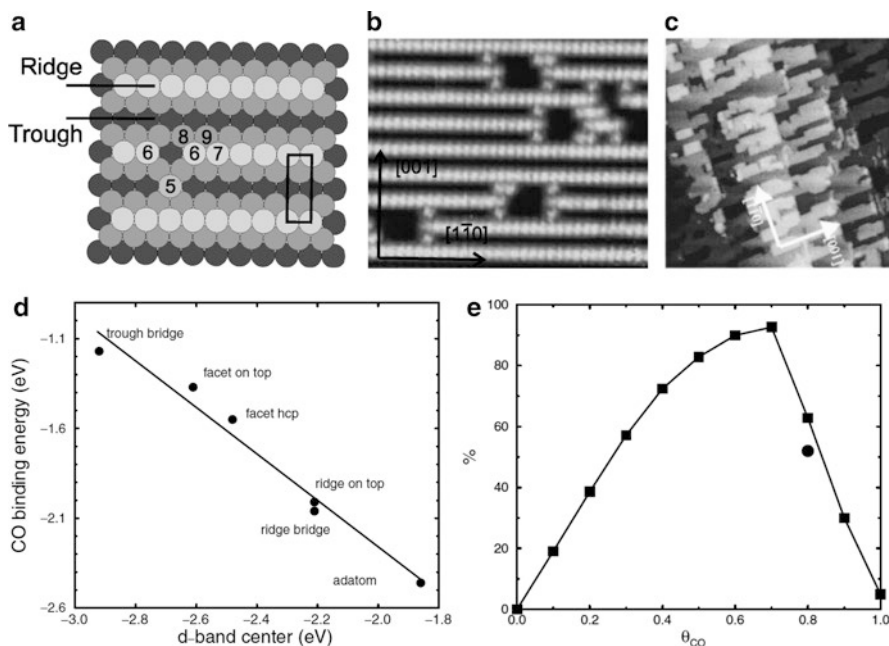 a
Ridge
Trough
8 9
6 6 7
5
b
[001]
[11̄0]
c
[11̄0]
[001]
d
CO binding energy (eV)
−1.1
−1.6
−2.1
−2.6
trough bridge
facet on top
facet hcp
ridge on top
ridge bridge
adatom
−3.0 −2.8 −2.6 −2.4 −2.2 −2.0 −1.8
d−band center (eV)
e
%
100
80
60
40
20
0
0.0 0.2 0.4 0.6 0.8 1.0
θCO